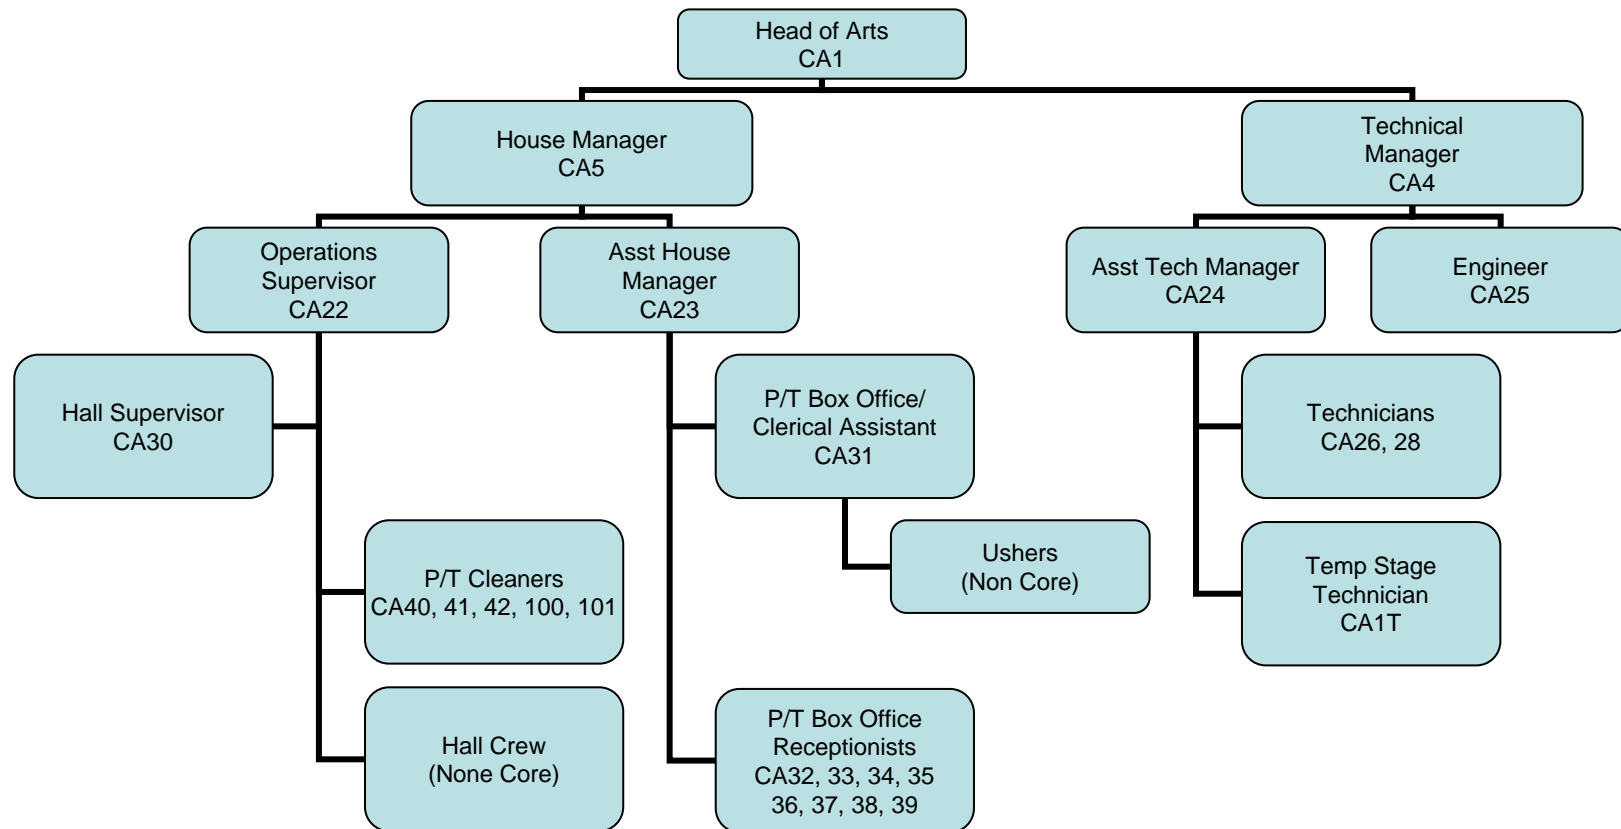 Head of Arts
CA1
House Manager
CA5
Technical
Manager
CA4
Operations
Supervisor
CA22
Asst House
Manager
CA23
Asst Tech Manager
CA24
Engineer
CA25
Hall Supervisor
CA30
P/T Box Office/
Clerical Assistant
CA31
Technicians
CA26, 28
P/T Cleaners
CA40, 41, 42, 100, 101
Ushers
(Non Core)
Temp Stage
Technician
CA1T
Hall Crew
(None Core)
P/T Box Office
Receptionists
CA32, 33, 34, 35
36, 37, 38, 39